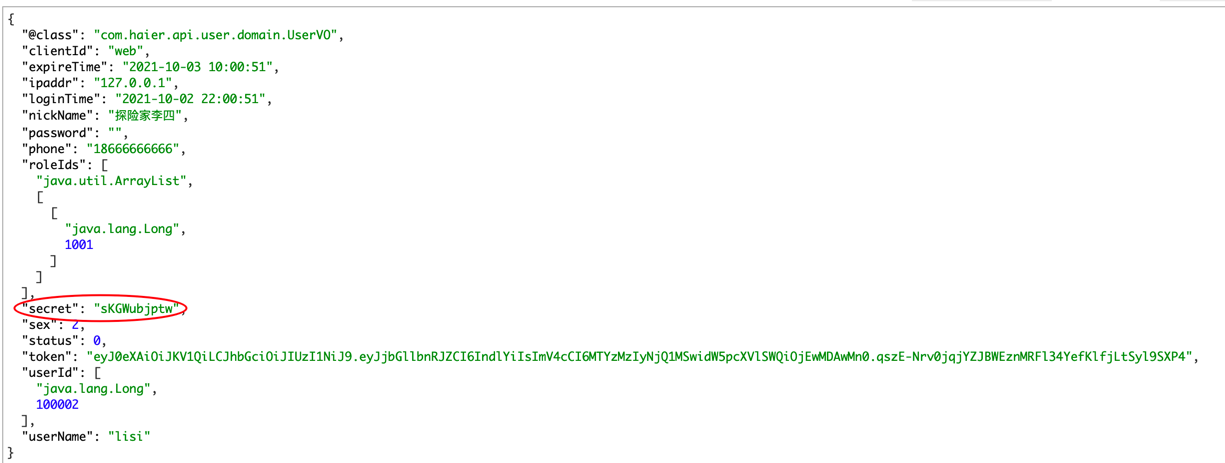 {
"@class": "com.haier.api.user.domain.UserVO",
"clientId": "web",
"expireTime": "2021-10-03 10:00:51",
"ipaddr": "127.0.0.1",
"loginTime": "2021-10-02 22:00:51",
"nickName": "探险家李四",
"password": "",
"phone": "18666666666",
"roleIds": [
"java.util.ArrayList",
[
[
"java.lang.Long",
1001
]
]
],
"secret": "sKGWubjptw",
"sex": 2,
"status": 0,
"token": "eyJ0eXAiOiJKV1QiLCJhbGciOiJIUzI1NiJ9.eyJjbGllbnRJZCI6IndlYiIsImV4cCI6MTYzMzIyNjQ1MSwidW5pcXVlSWQiOjEwMDAwMn0.qszE-Nrv0jqjYZJBWEznMRFl34YefKlfjLtSyl9SXP4",
"userId": [
"java.lang.Long",
100002
],
"userName": "lisi"
}